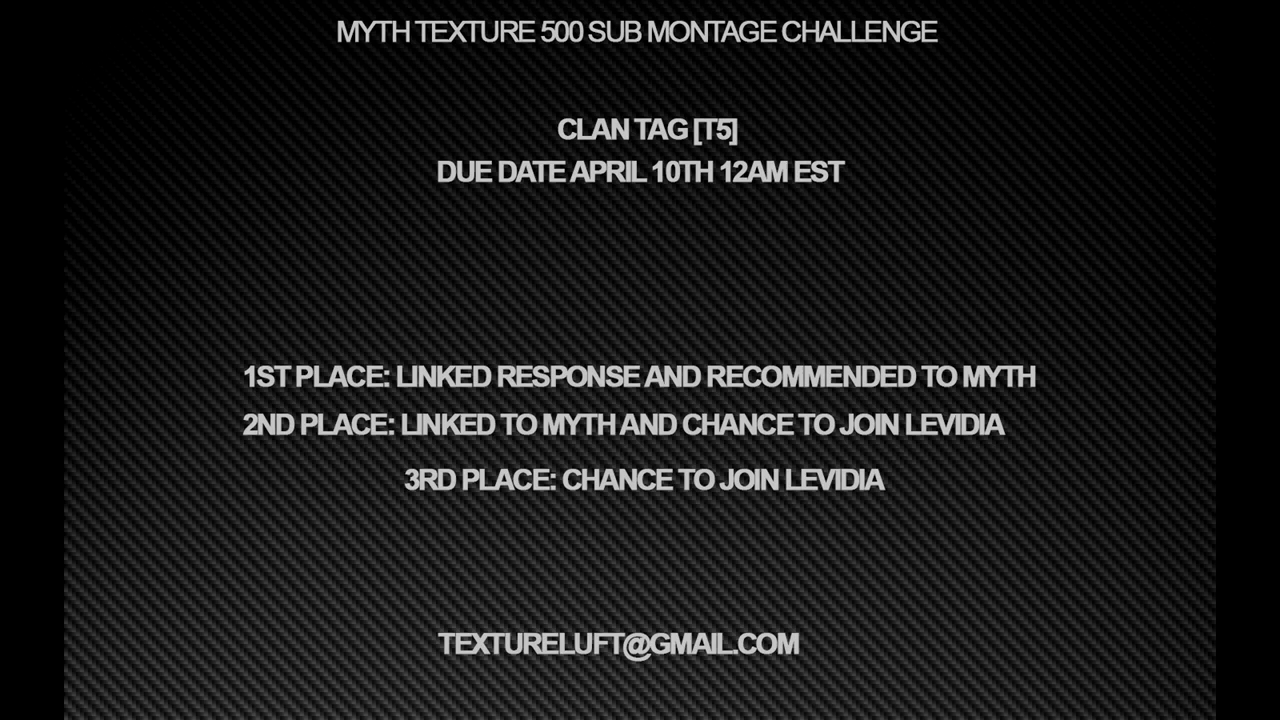 MYTH TEXTURE 500 SUB MONTAGE CHALLENGE
CLAN TAG [T5]
DUE DATE APRIL 10TH 12AM EST
1ST PLACE: LINKED RESPONSE AND RECOMMENDED TO MYTH
2ND PLACE: LINKED TO MYTH AND CHANCE TO JOIN LEVIDIA
3RD PLACE: CHANCE TO JOIN LEVIDIA
TEXTURELUFT@GMAIL.COM